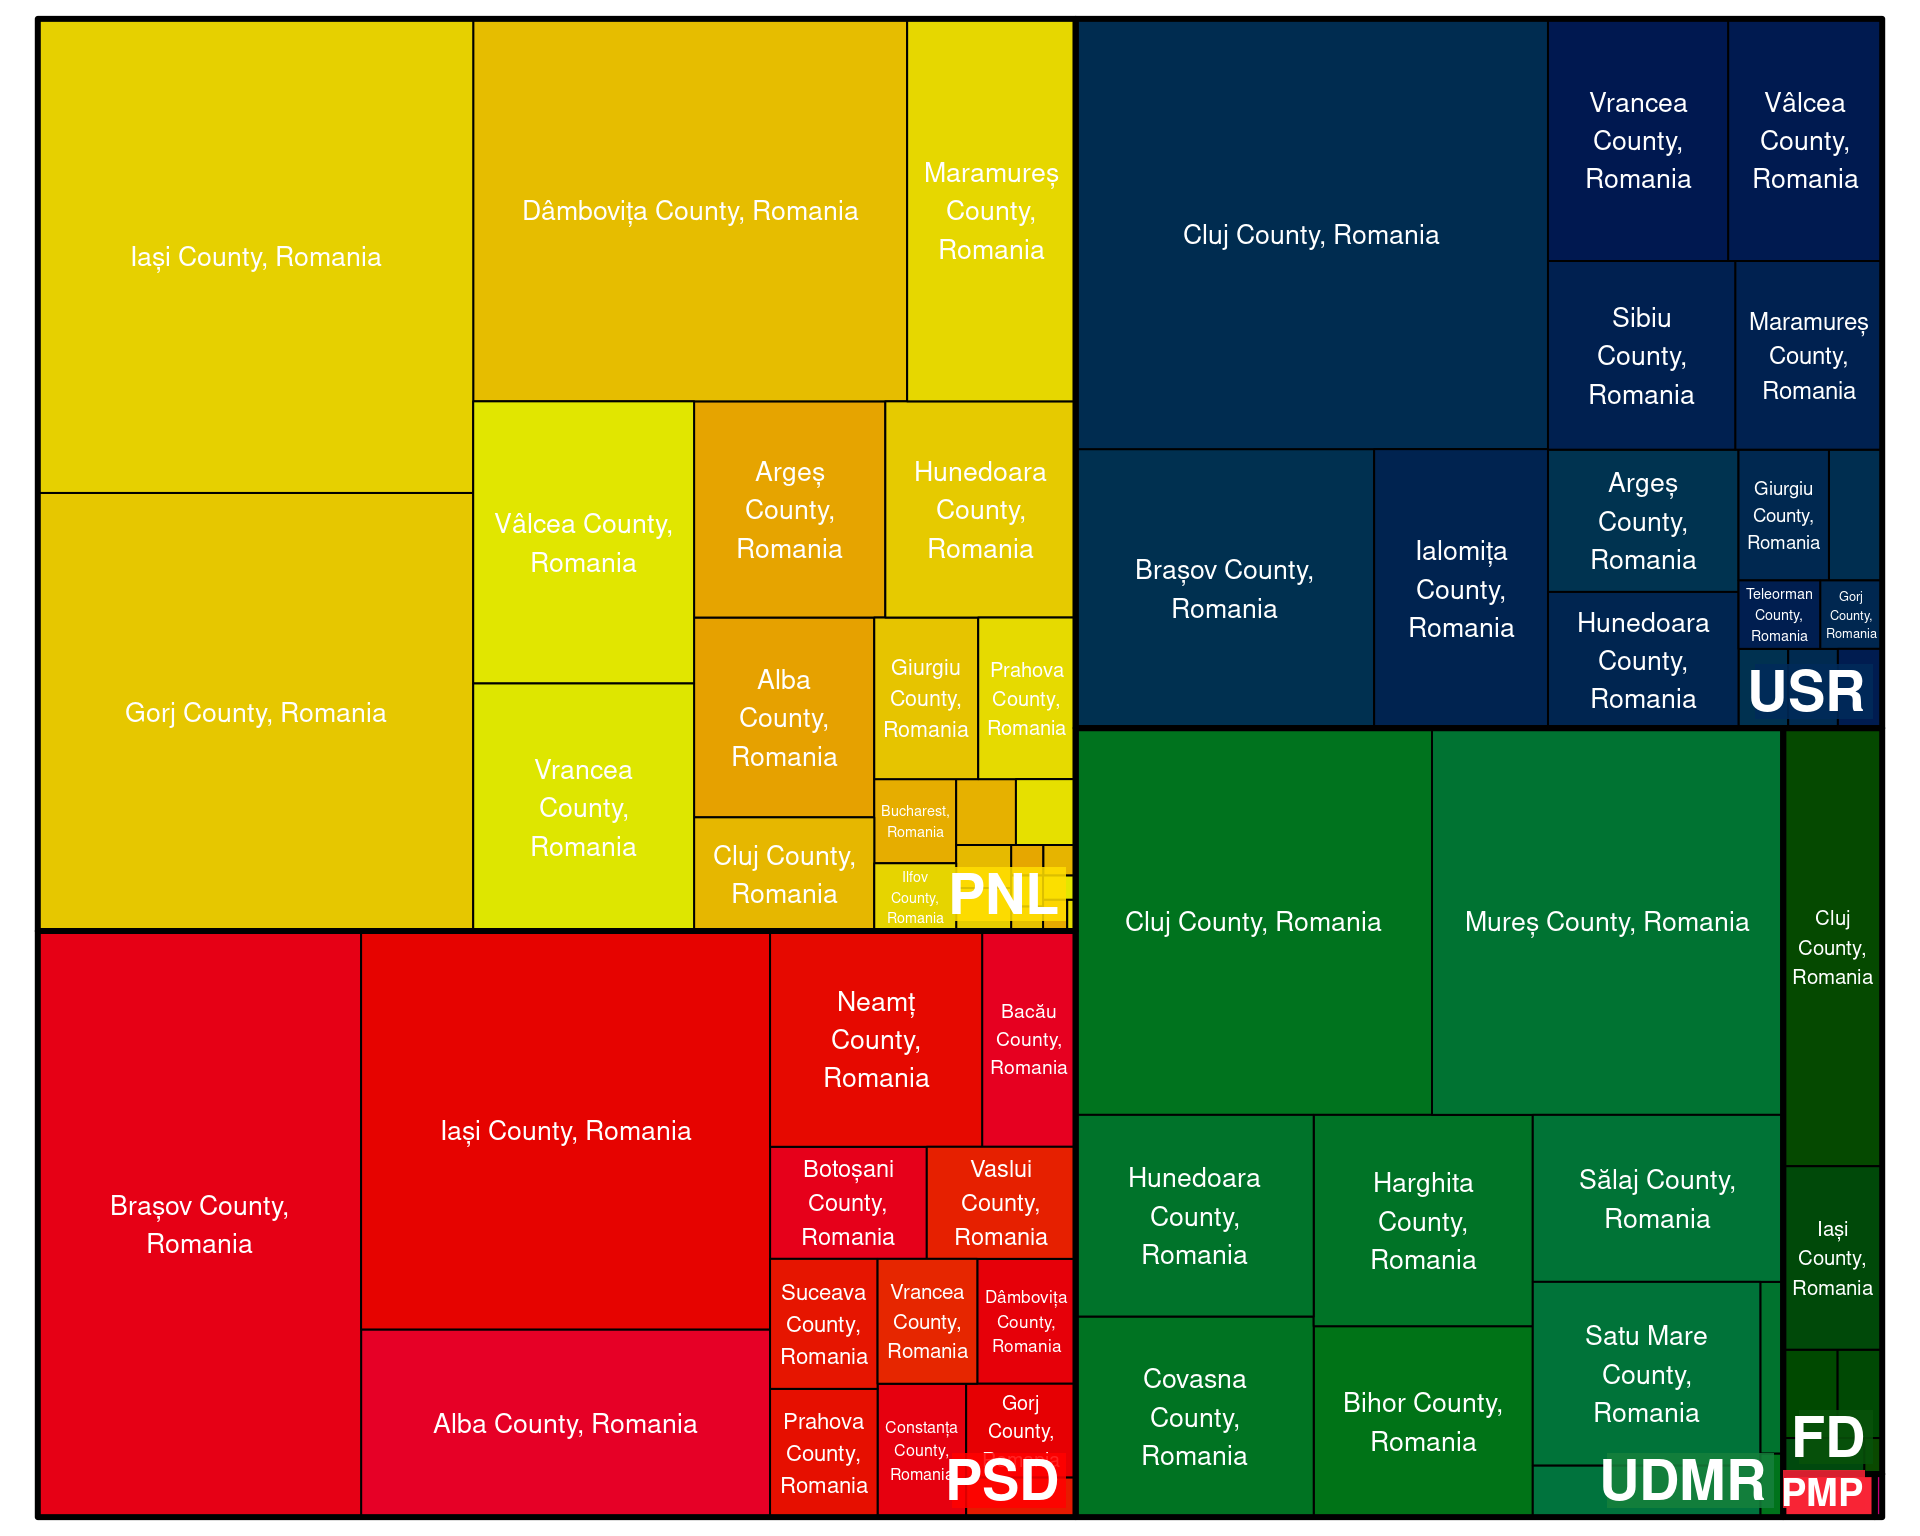 Iași County, Romania
Dâmbovița County, Romania
Maramureș
County,
Romania
Gorj County, Romania
Vâlcea County,
Romania
Argeș
County,
Romania
Hunedoara
County,
Romania
Vrancea
County,
Romania
Alba
County,
Romania
Giurgiu
County,
Romania
Prahova
County,
Romania
Cluj County,
Romania
Bucharest,
Romania
Ilfov
County,
Romania
PNL
Cluj County, Romania
Vrancea
County,
Romania
Vâlcea
County,
Romania
Sibiu
County,
Romania
Maramureș
County,
Romania
Brașov County,
Romania
Ialomița
County,
Romania
Argeș
County,
Romania
Giurgiu
County,
Romania
Hunedoara
County,
Romania
Teleorman
County,
Romania
Gorj
County,
Romania
USR
Brașov County,
Romania
Iași County, Romania
Alba County, Romania
Neamț
County,
Romania
Bacău
County,
Romania
Botoșani
County,
Romania
Vaslui
County,
Romania
Suceava
County,
Romania
Vrancea
County,
Romania
Dâmbovița
County,
Romania
Prahova
County,
Romania
Constanța
County,
Romania
Gorj
County,
Romania
PSD
Cluj County, Romania
Mureș County, Romania
Hunedoara
County,
Romania
Harghita
County,
Romania
Sălaj County,
Romania
Covasna
County,
Romania
Bihor County,
Romania
Satu Mare
County,
Romania
UDMR
Cluj
County,
Romania
Iași
County,
Romania
FD
PMP